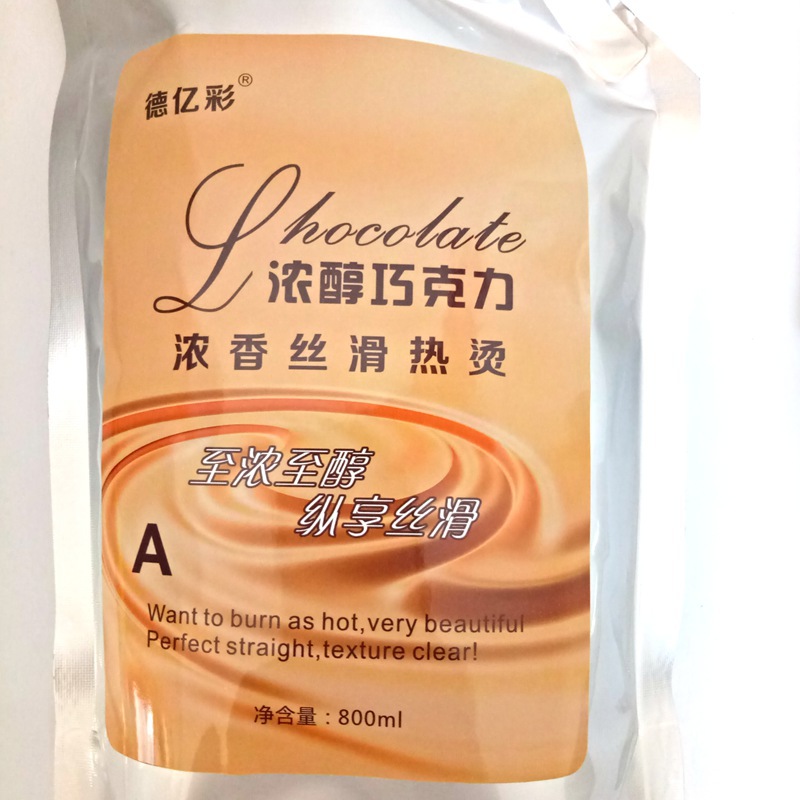 德亿彩®
Lhocolate
浓醇巧克力
浓香丝滑热烫
至浓至醇
纵享丝滑
A
Want to burn as hot,very beautiful
Perfect straight,texture clear!
净含量：800ml